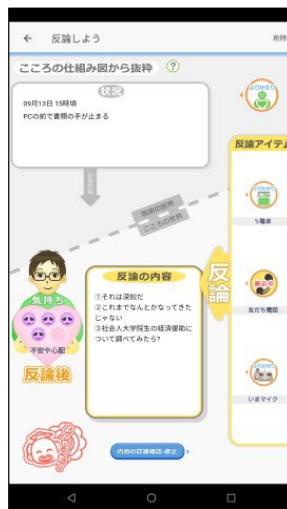 ← 反論しよう 削除
こころの仕組み図から抜粋 ?
状況
09月13日 15時頃
PCの前で書類の手が止まる
現実の世界
こころの世界
反論アイテム
%電卓
表示中
友だち電話
いまマイク
気持ち
不安や心配
反論後
反論の内容
①それは深刻だ
②これまでなんとかなってきた
じゃない
③社会人大学院生の経済援助に
ついて調べてみたら?
反論
内容の詳細確認・修正